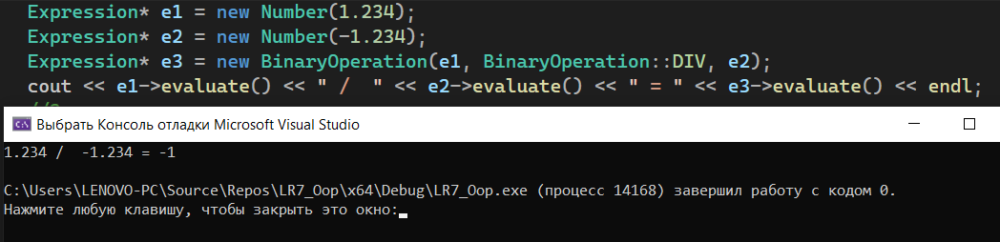 Expression* e1 = new Number(1.234);
Expression* e2 = new Number(-1.234);
Expression* e3 = new BinaryOperation(e1, BinaryOperation::DIV, e2);
cout << e1->evaluate() << " /  " << e2->evaluate() << " = " << e3->evaluate() << endl;
Выбрать Консоль отладки Microsoft Visual Studio
1.234 /  -1.234 = -1
C:\Users\LENOVO-PC\Source\Repos\LR7_Oop\x64\Debug\LR7_Oop.exe (процесс 14168) завершил работу с кодом 0.
Нажмите любую клавишу, чтобы закрыть это окно: